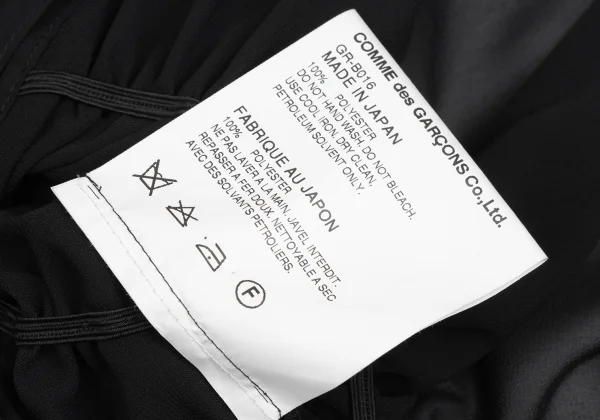 COMME des GARÇONS Co., Ltd.
GR-B016
MADE IN JAPAN
100% POLYESTER
DO NOT HAND WASH, DO NOT BLEACH.
USE COOL IRON, DRY CLEAN,
PETROLEUM SOLVENT ONLY.
FABRIQUE AU JAPON
100% POLYESTER
NE PAS LAVER A LA MAIN. JAVEL INTERDIT.
REPASSER A FER DOUX. NETTOYABLE A SEC
AVEC DES SOLVANTS PETROLIERS.
F